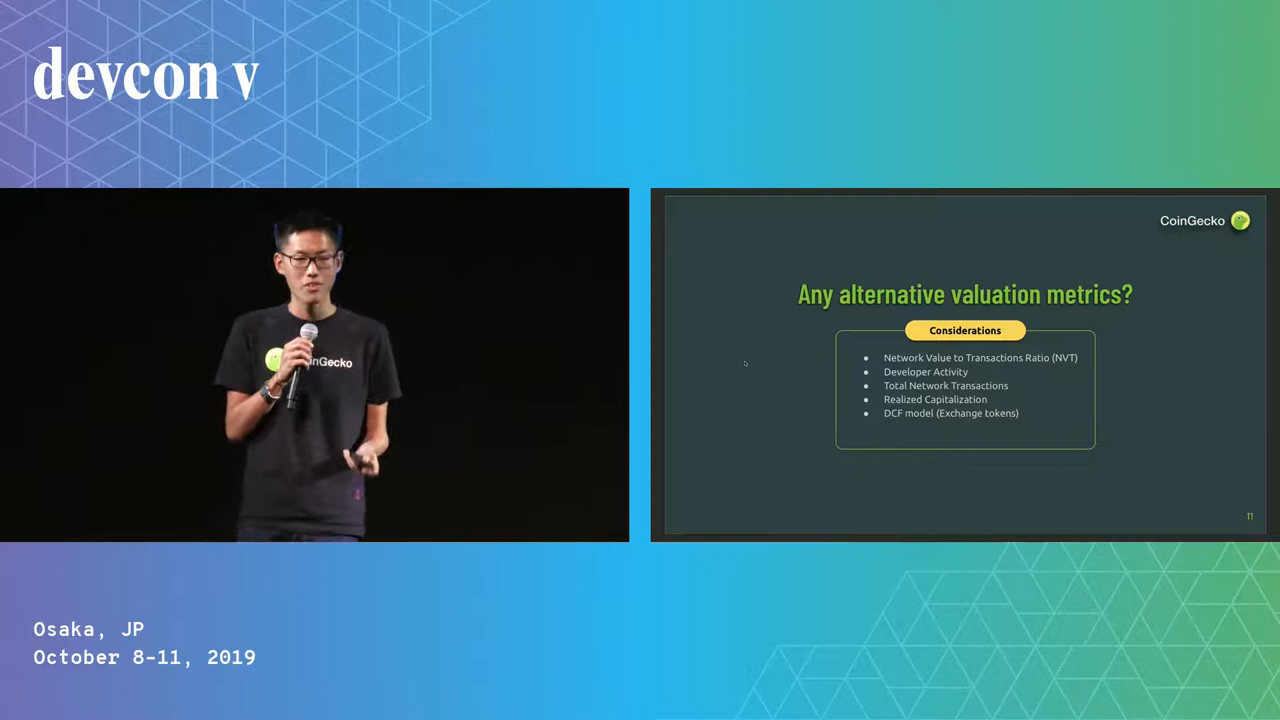 devcon v
CoinGecko
Any alternative valuation metrics?
Considerations
● Network Value to Transactions Ratio (NVT)
● Developer Activity
● Total Network Transactions
● Realized Capitalization
● DCF model (Exchange tokens)
11
inGecko
Osaka, JP
October 8-11, 2019